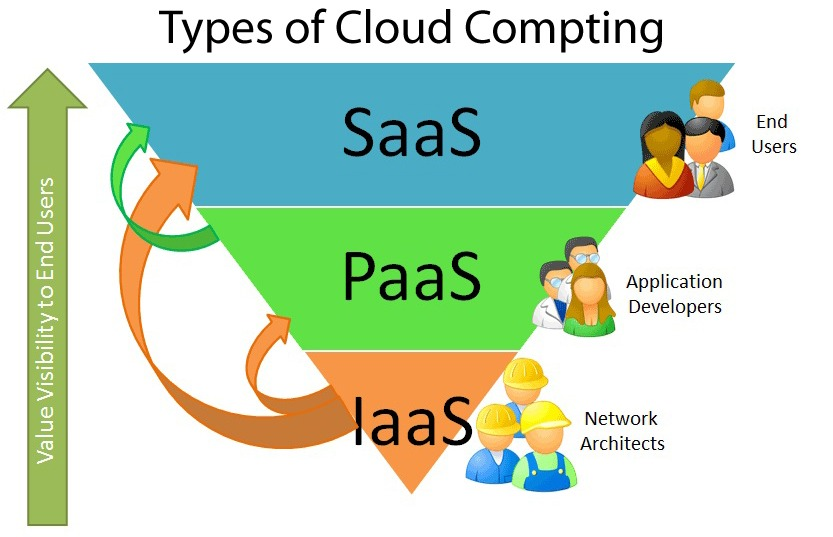 Types of Cloud Compting
Value Visibility to End Users
SaaS
End
Users
PaaS
Application
Developers
IaaS
Network
Architects